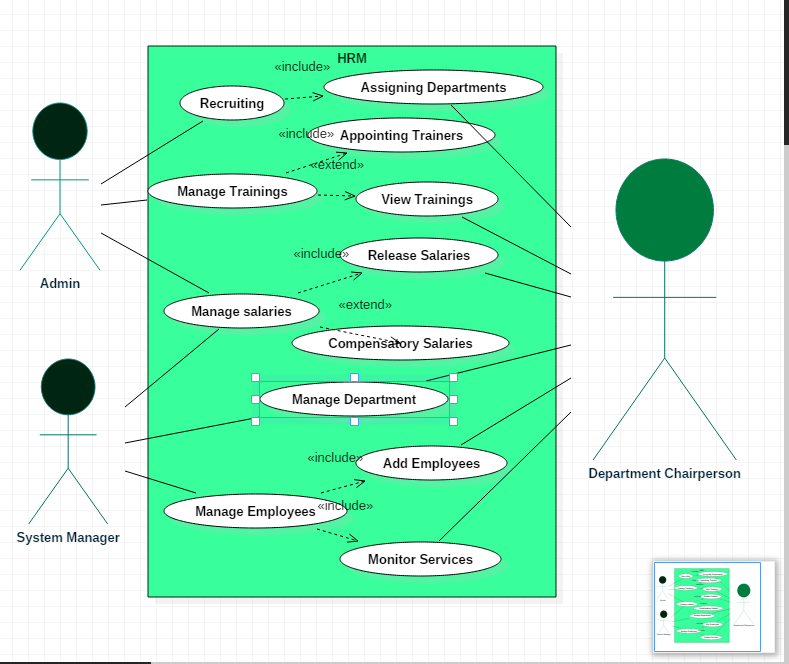 HRM
«include»
Assigning Departments
Recruiting
«include»
Appointing Trainers
«extend»
Manage Trainings
View Trainings
«include»
Release Salaries
Admin
«extend»
Manage salaries
Compensatory Salaries
Manage Department
«include»
Add Employees
Department Chairperson
«include»
Manage Employees
System Manager
Monitor Services